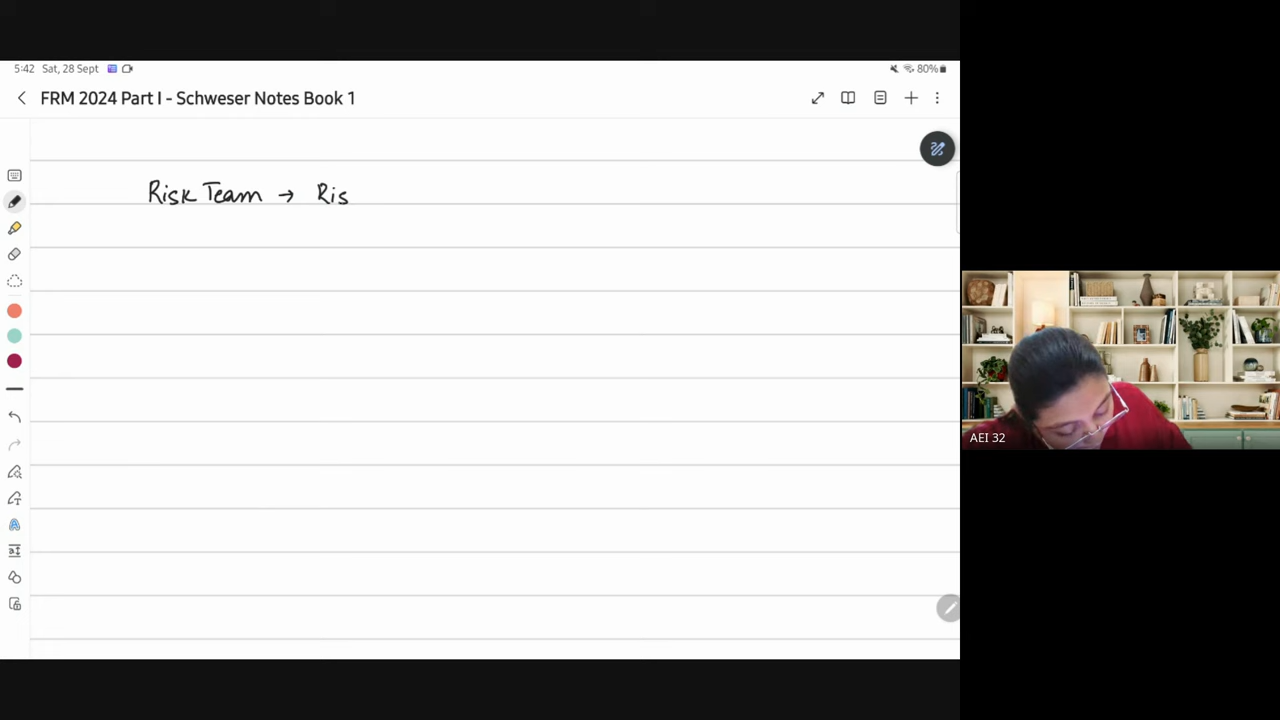 5:42 Sat, 28 Sept
80%
FRM 2024 Part I - Schweser Notes Book 1
Risk Team → Ris
AEI 32